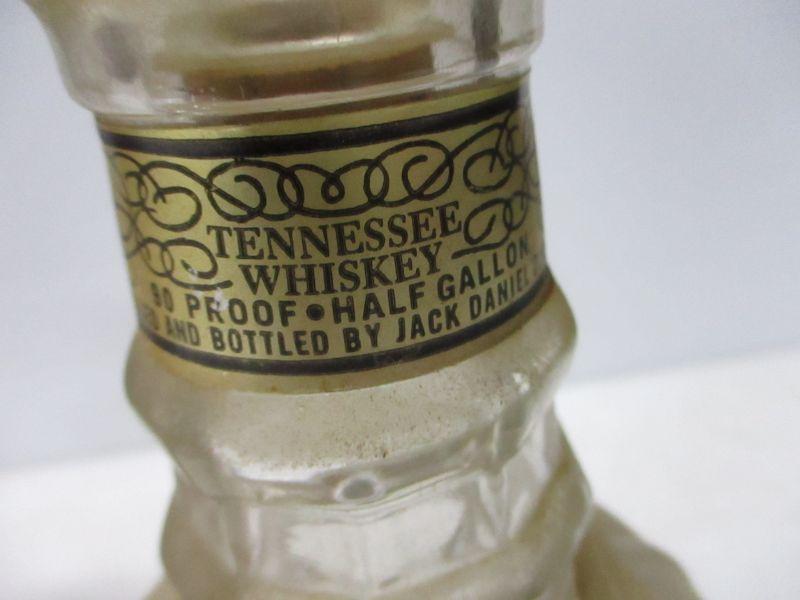 TENNESSEE
WHISKEY
90 PROOF • HALF GALLON
AND BOTTLED BY JACK DANIEL